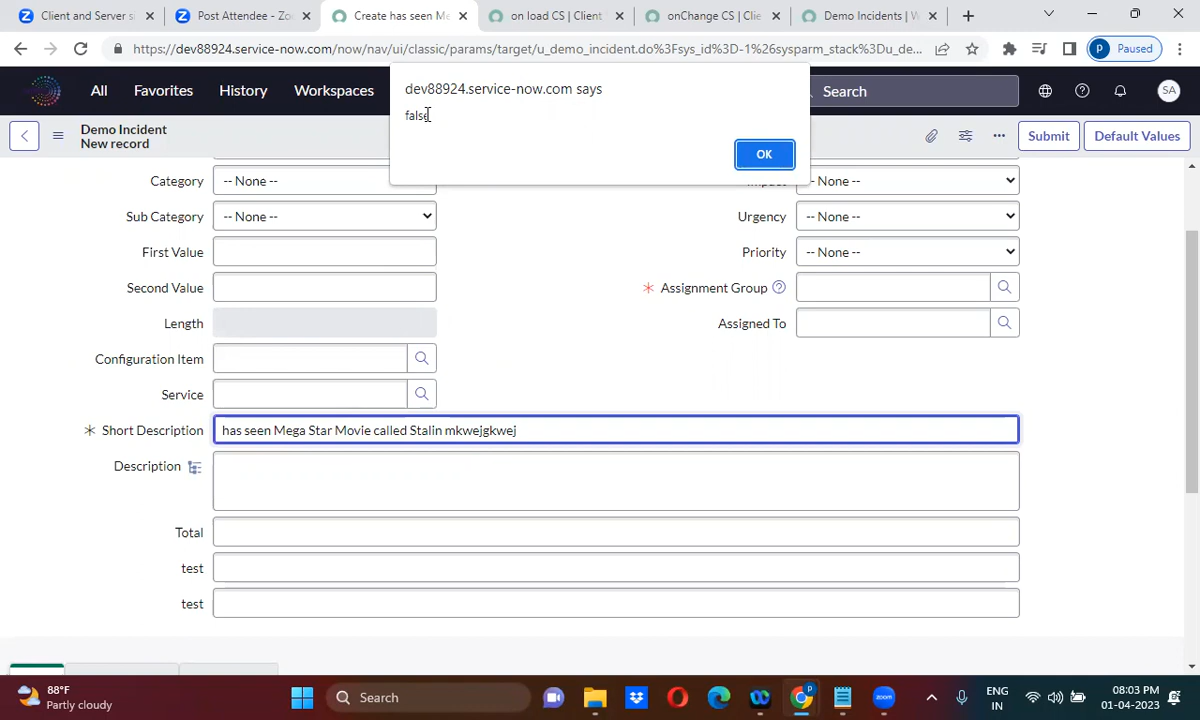 Client and Server s
Post Attendee - Zo
Create has seen Me
on load CS | Client
onChange CS | Clie
Demo Incidents | W
https://dev88924.service-now.com/now/nav/ui/classic/params/target/u_demo_incident.do%3Fsys_id%3D-1%26sysparm_stack%3Du_de...
P Paused
All Favorites History Workspaces
dev88924.service-now.com says
false
OK
Search
SA
Demo Incident
New record
Submit
Default Values
Category -- None --
-- None --
Sub Category -- None --
Urgency -- None --
First Value
Priority -- None --
Second Value
Assignment Group
Length
Assigned To
Configuration Item
Service
Short Description has seen Mega Star Movie called Stalin mkwejgkwej
Description
Total
test
test
88°F
Partly cloudy
Search
zoom
ENG
IN
08:03 PM
01-04-2023